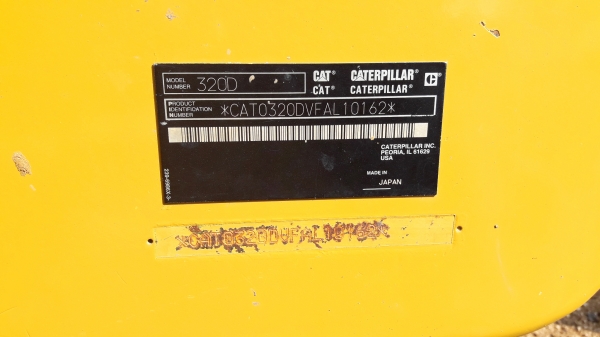 MODEL NUMBER 320D
CAT® CATERPILLAR®
CAT® CATERPILLAR®
PRODUCT IDENTIFICATION NUMBER *CAT0320DVFAL10162*
CATERPILLAR INC.
PEORIA, IL 61629
USA
MADE IN
JAPAN
*CAT0320DVFAL10162*